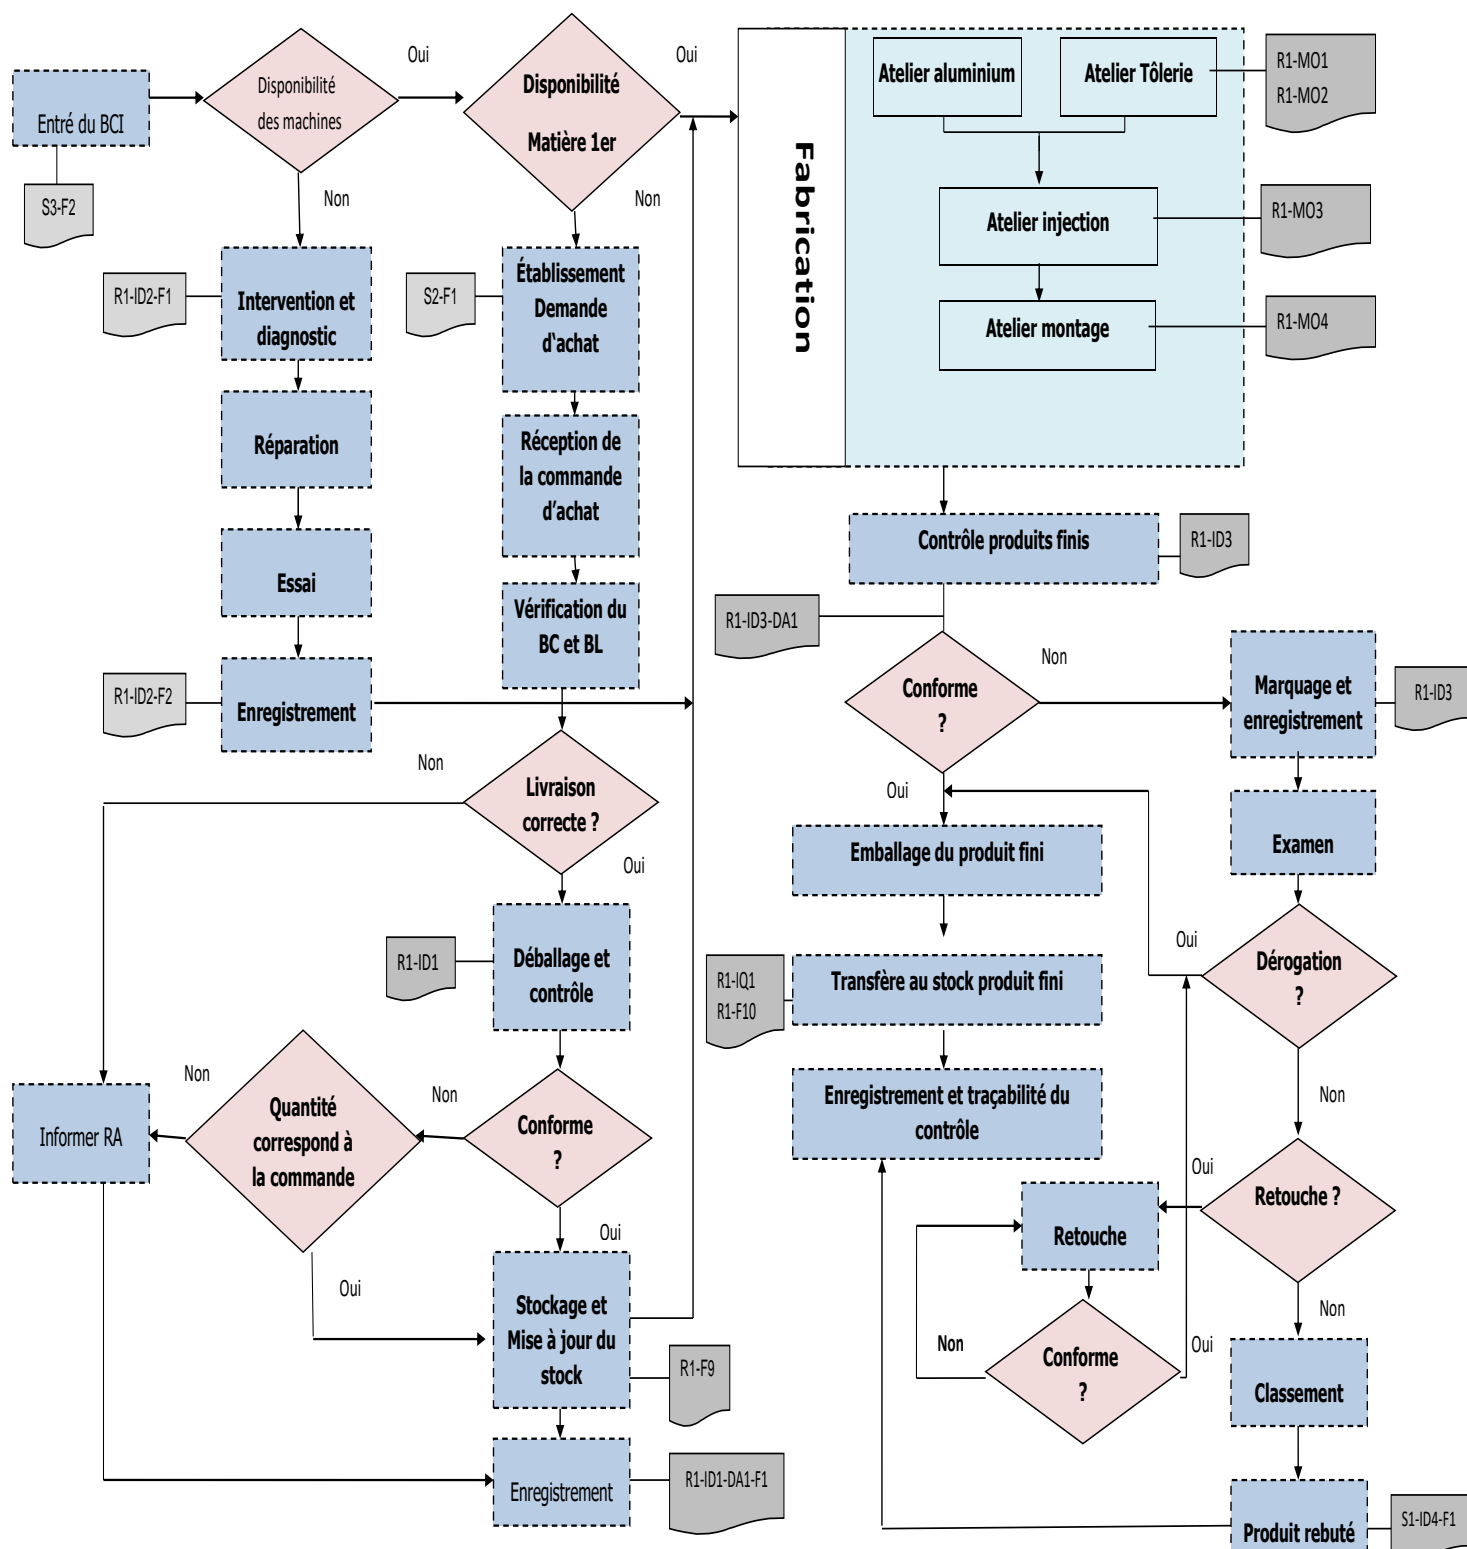 Entré du BCI
S3-F2
Disponibilité
des machines
Oui
Non
Disponibilité
Matière 1er
Oui
Non
Fabrication
Atelier aluminium
Atelier Tôlerie
R1-MO1
R1-MO2
Atelier injection
R1-MO3
Atelier montage
R1-MO4
R1-ID2-F1
Intervention et
diagnostic
Réparation
Essai
R1-ID2-F2
Enregistrement
S2-F1
Établissement
Demande
d'achat
Réception de
la commande
d'achat
Vérification du
BC et BL
Non
Livraison
correcte ?
Oui
R1-ID1
Déballage et
contrôle
Conforme
?
Non
Oui
Quantité
correspond à
la commande
Non
Oui
Informer RA
Stockage et
Mise à jour du
stock
R1-F9
Enregistrement
R1-ID1-DA1-F1
Contrôle produits finis
R1-ID3
R1-ID3-DA1
Conforme
?
Non
Oui
Marquage et
enregistrement
R1-ID3
Examen
Emballage du produit fini
Transfère au stock produit fini
R1-IQ1
R1-F10
Enregistrement et traçabilité du
contrôle
Dérogation
?
Oui
Non
Retouche ?
Oui
Non
Retouche
Conforme
?
Non
Oui
Classement
Produit rebuté
S1-ID4-F1